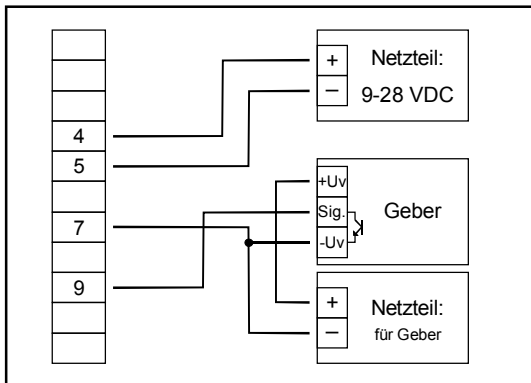 4
5
7
9
+
−
Netzteil:
9-28 VDC
+Uv
Sig.
-Uv
Geber
+
−
Netzteil:
für Geber